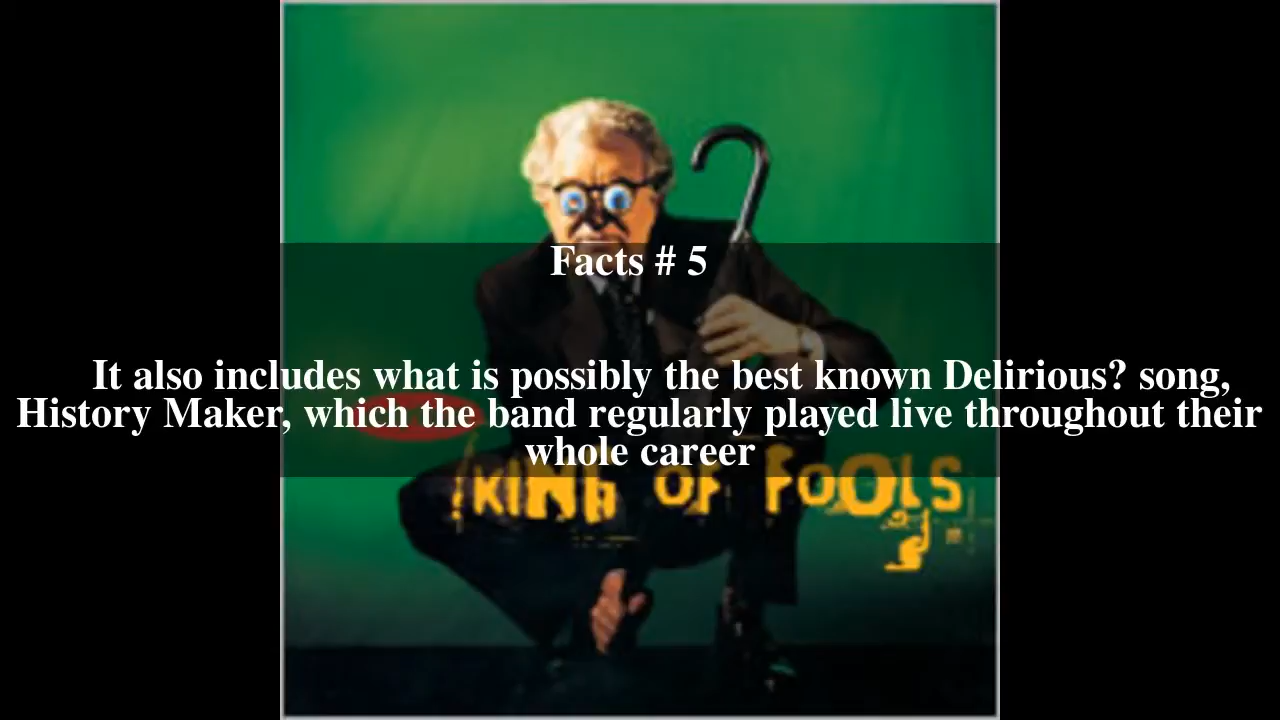 Facts # 5
It also includes what is possibly the best known Delirious? song,
History Maker, which the band regularly played live throughout their
whole career
KING OF FOOLS